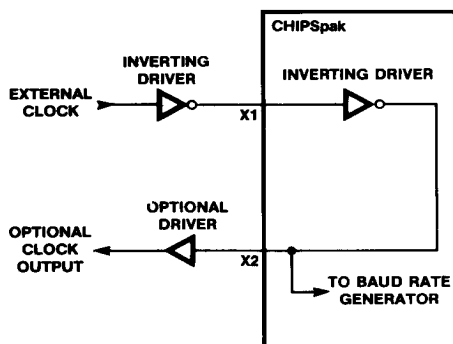 CHIPSpak
INVERTING
DRIVER
INVERTING DRIVER
EXTERNAL
CLOCK
X1
OPTIONAL
DRIVER
OPTIONAL
CLOCK
OUTPUT
X2
TO BAUD RATE
GENERATOR